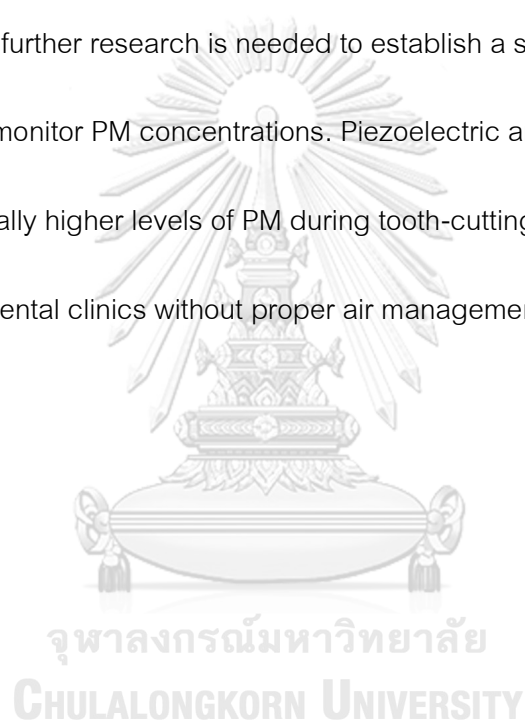 further research is needed to establish a s
monitor PM concentrations. Piezoelectric a
ally higher levels of PM during tooth-cutting
ental clinics without proper air manageme
จุฬาลงกรณ์มหาวิทยาลัย
CHULALONGKORN UNIVERSITY